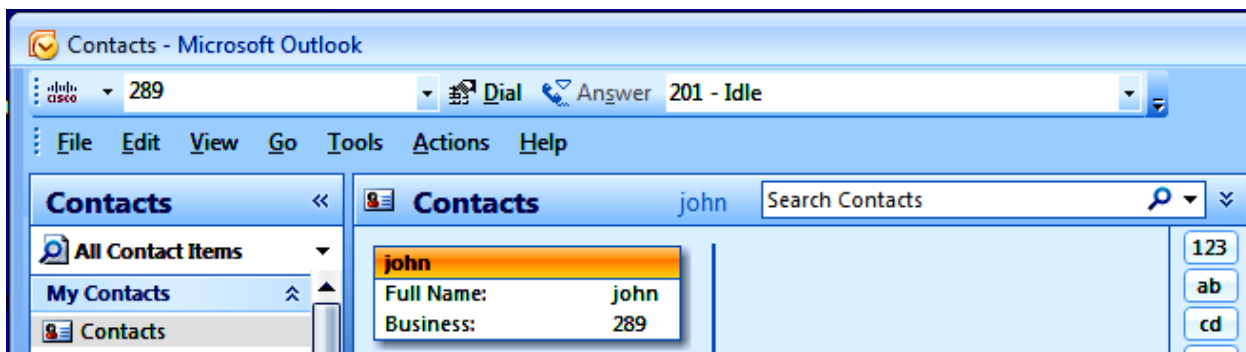 Contacts - Microsoft Outlook
cisco 289 Dial Answer 201 - Idle
File Edit View Go Tools Actions Help
Contacts «
Contacts john Search Contacts
All Contact Items
My Contacts
Contacts
john
Full Name: john
Business: 289
123
ab
cd